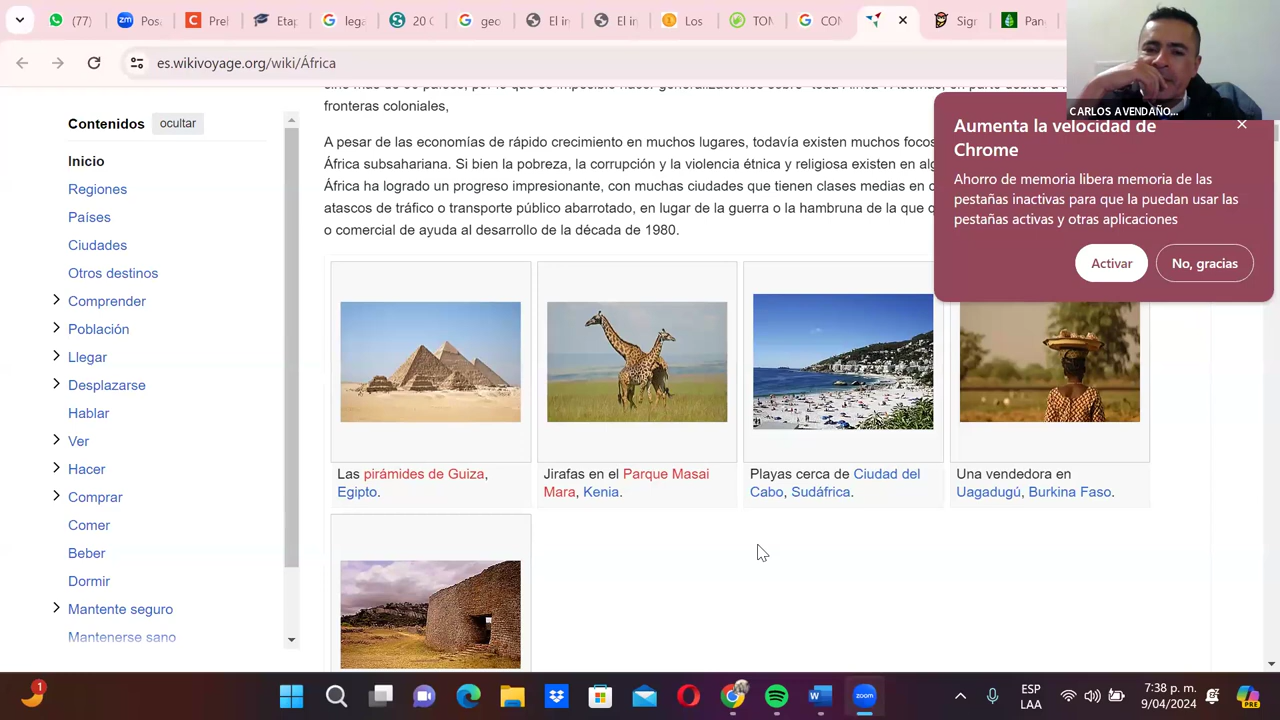 (77)
Pos
Prel
Etap
lega
20 C
geo
El in
El in
Los
TOM
CON
Sign
Pan
es.wikivoyage.org/wiki/África
CARLOS AVENDAÑO...
fronteras coloniales,
Contenidos ocultar
Inicio
Regiones
Países
Ciudades
Otros destinos
Comprender
Población
Llegar
Desplazarse
Hablar
Ver
Hacer
Comprar
Comer
Beber
Dormir
Mantente seguro
Mantenerse sano
A pesar de las economías de rápido crecimiento en muchos lugares, todavía existen muchos focos
África subsahariana. Si bien la pobreza, la corrupción y la violencia étnica y religiosa existen en alg
África ha logrado un progreso impresionante, con muchas ciudades que tienen clases medias en c
atascos de tráfico o transporte público abarrotado, en lugar de la guerra o la hambruna de la que
o comercial de ayuda al desarrollo de la década de 1980.
Aumenta la velocidad de
Chrome
Ahorro de memoria libera memoria de las
pestañas inactivas para que la puedan usar las
pestañas activas y otras aplicaciones
Activar
No, gracias
Las pirámides de Guiza,
Egipto.
Jirafas en el Parque Masai
Mara, Kenia.
Playas cerca de Ciudad del
Cabo, Sudáfrica.
Una vendedora en
Uagadugú, Burkina Faso.
1
zoom
ESP
LAA
7:38 p. m.
9/04/2024
PRE